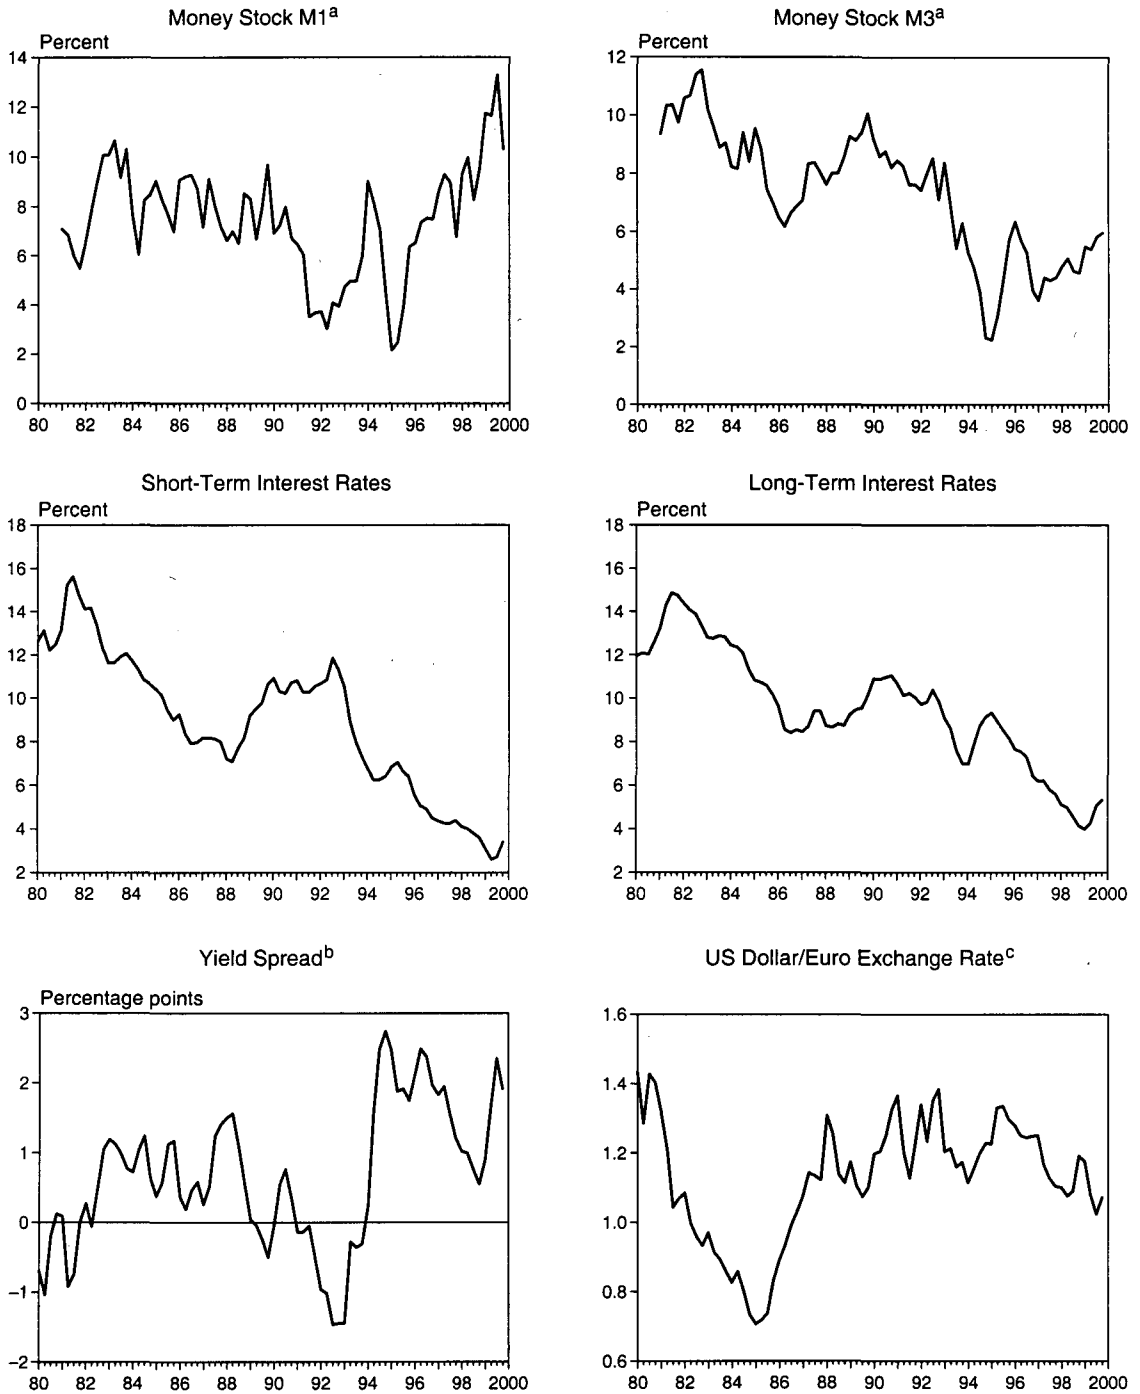 Money Stock M1a
Percent
14
12
10
8
6
4
2
0
80 82 84 86 88 90 92 94 96 98 2000
Money Stock M3a
Percent
12
10
8
6
4
2
0
80 82 84 86 88 90 92 94 96 98 2000
Short-Term Interest Rates
Percent
18
16
14
12
10
8
6
4
2
80 82 84 86 88 90 92 94 96 98 2000
Long-Term Interest Rates
Percent
18
16
14
12
10
8
6
4
2
80 82 84 86 88 90 92 94 96 98 2000
Yield Spreadb
Percentage points
3
2
1
0
–1
–2
80 82 84 86 88 90 92 94 96 98 2000
US Dollar/Euro Exchange Ratec
1.6
1.4
1.2
1.0
0.8
0.6
80 82 84 86 88 90 92 94 96 98 2000